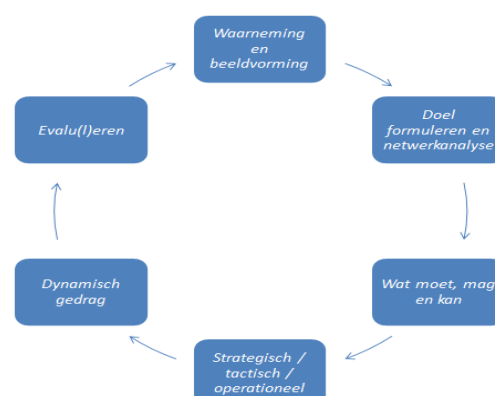 Waarneming
en
beeldvorming
Doel
formuleren en
netwerkanalyse
Wat moet, mag
en kan
Strategisch /
tactisch /
operationeel
Dynamisch
gedrag
Evalu(l)eren